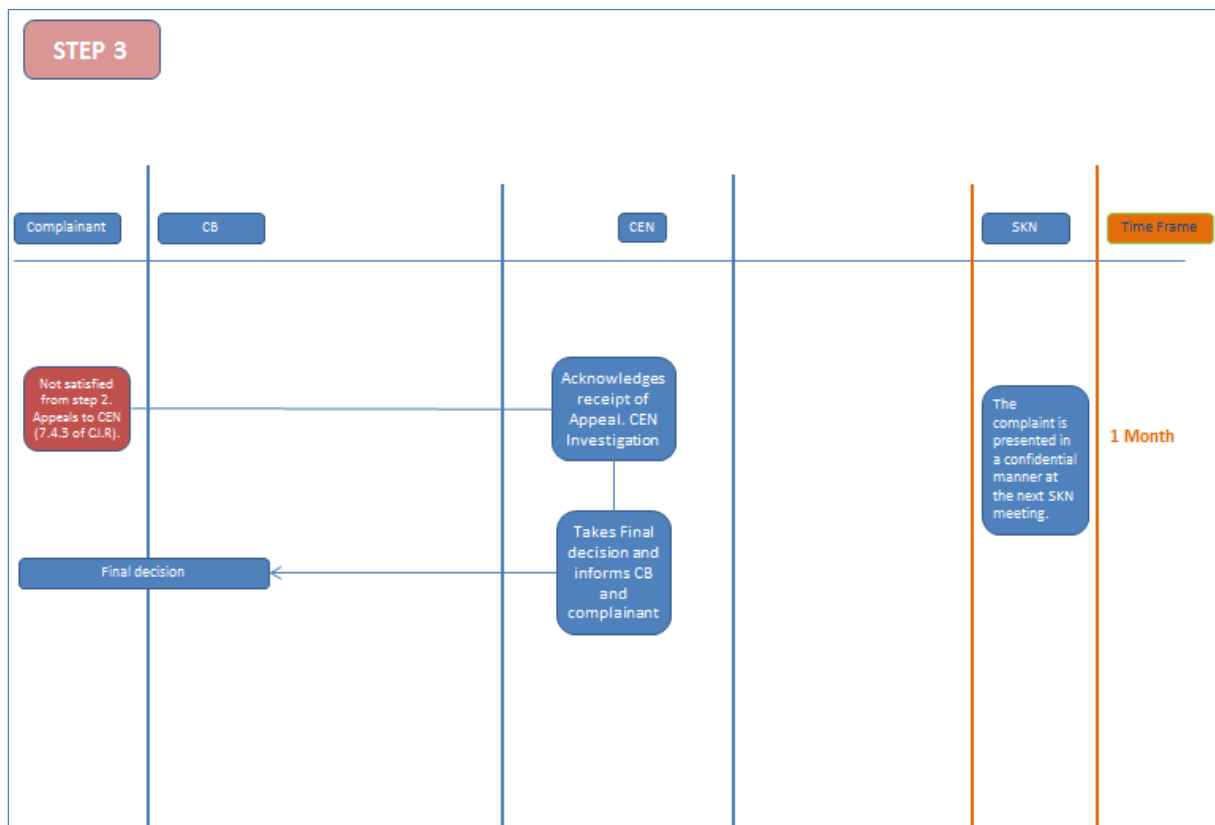 STEP 3
Complainant
CB
CEN
SKN
Time Frame
Not satisfied
from step 2.
Appeals to CEN
(7.4.3 of C.I.R).
Acknowledges
receipt of
Appeal. CEN
Investigation
The
complaint is
presented in
a confidential
manner at
the next SKN
meeting.
1 Month
Takes Final
decision and
informs CB
and
complainant
Final decision